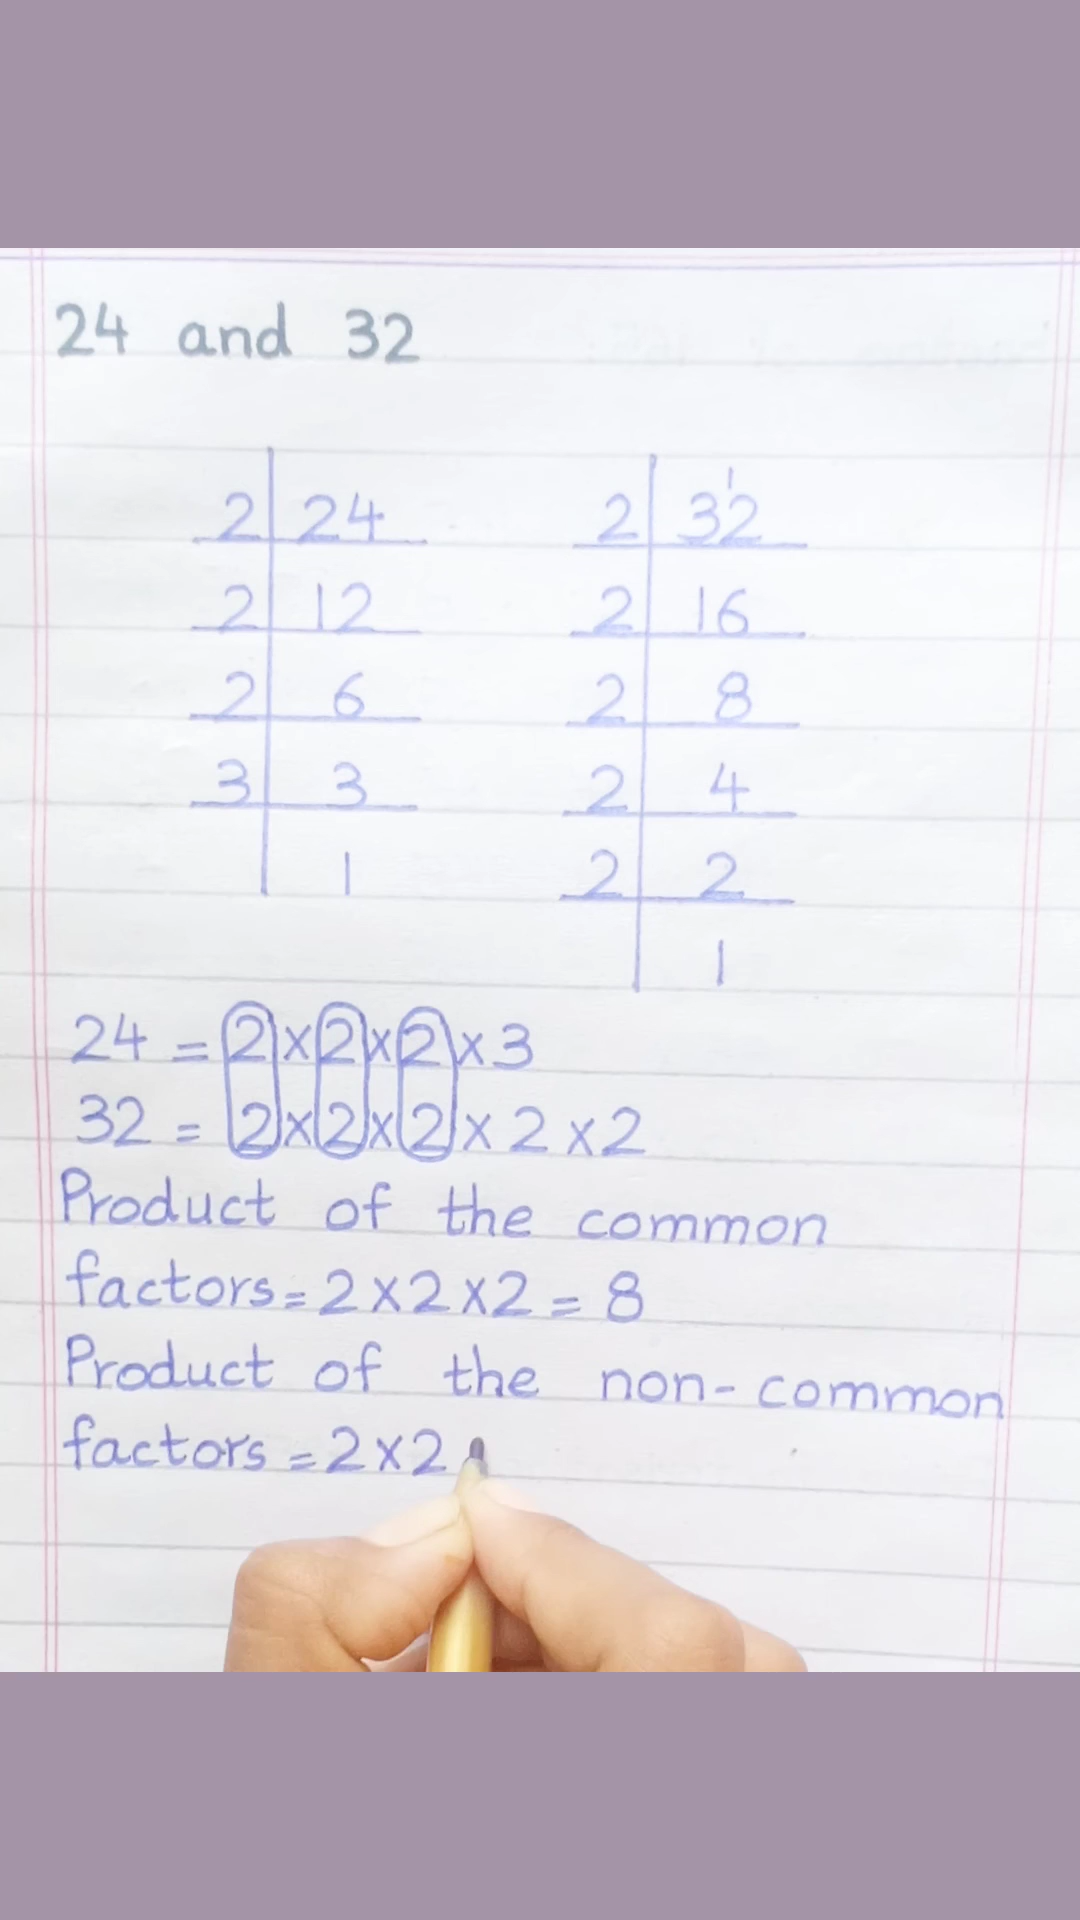 24 and 32
2 24 2 32
2 12 2 16
2 6 2 8
3 3 2 4
1 2 2
1
24 = 2×2×2×3
32 = 2×2×2×2×2
Product of the common
factors = 2×2×2 = 8
Product of the non-common
factors = 2×2